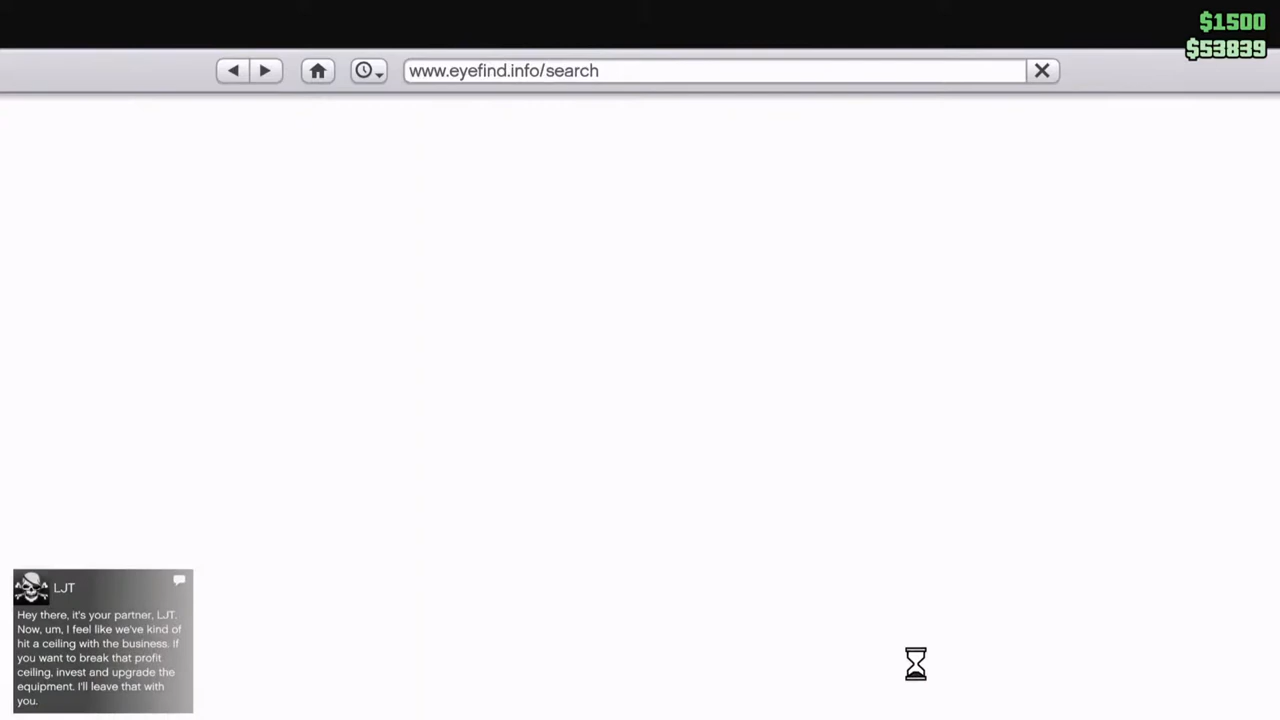 $1500
$53839
www.eyefind.info/search
LJT
Hey there, it's your partner, LJT.
Now, um, I feel like we've kind of
hit a ceiling with the business. If
you want to break that profit
ceiling, invest and upgrade the
equipment. I'll leave that with
you.